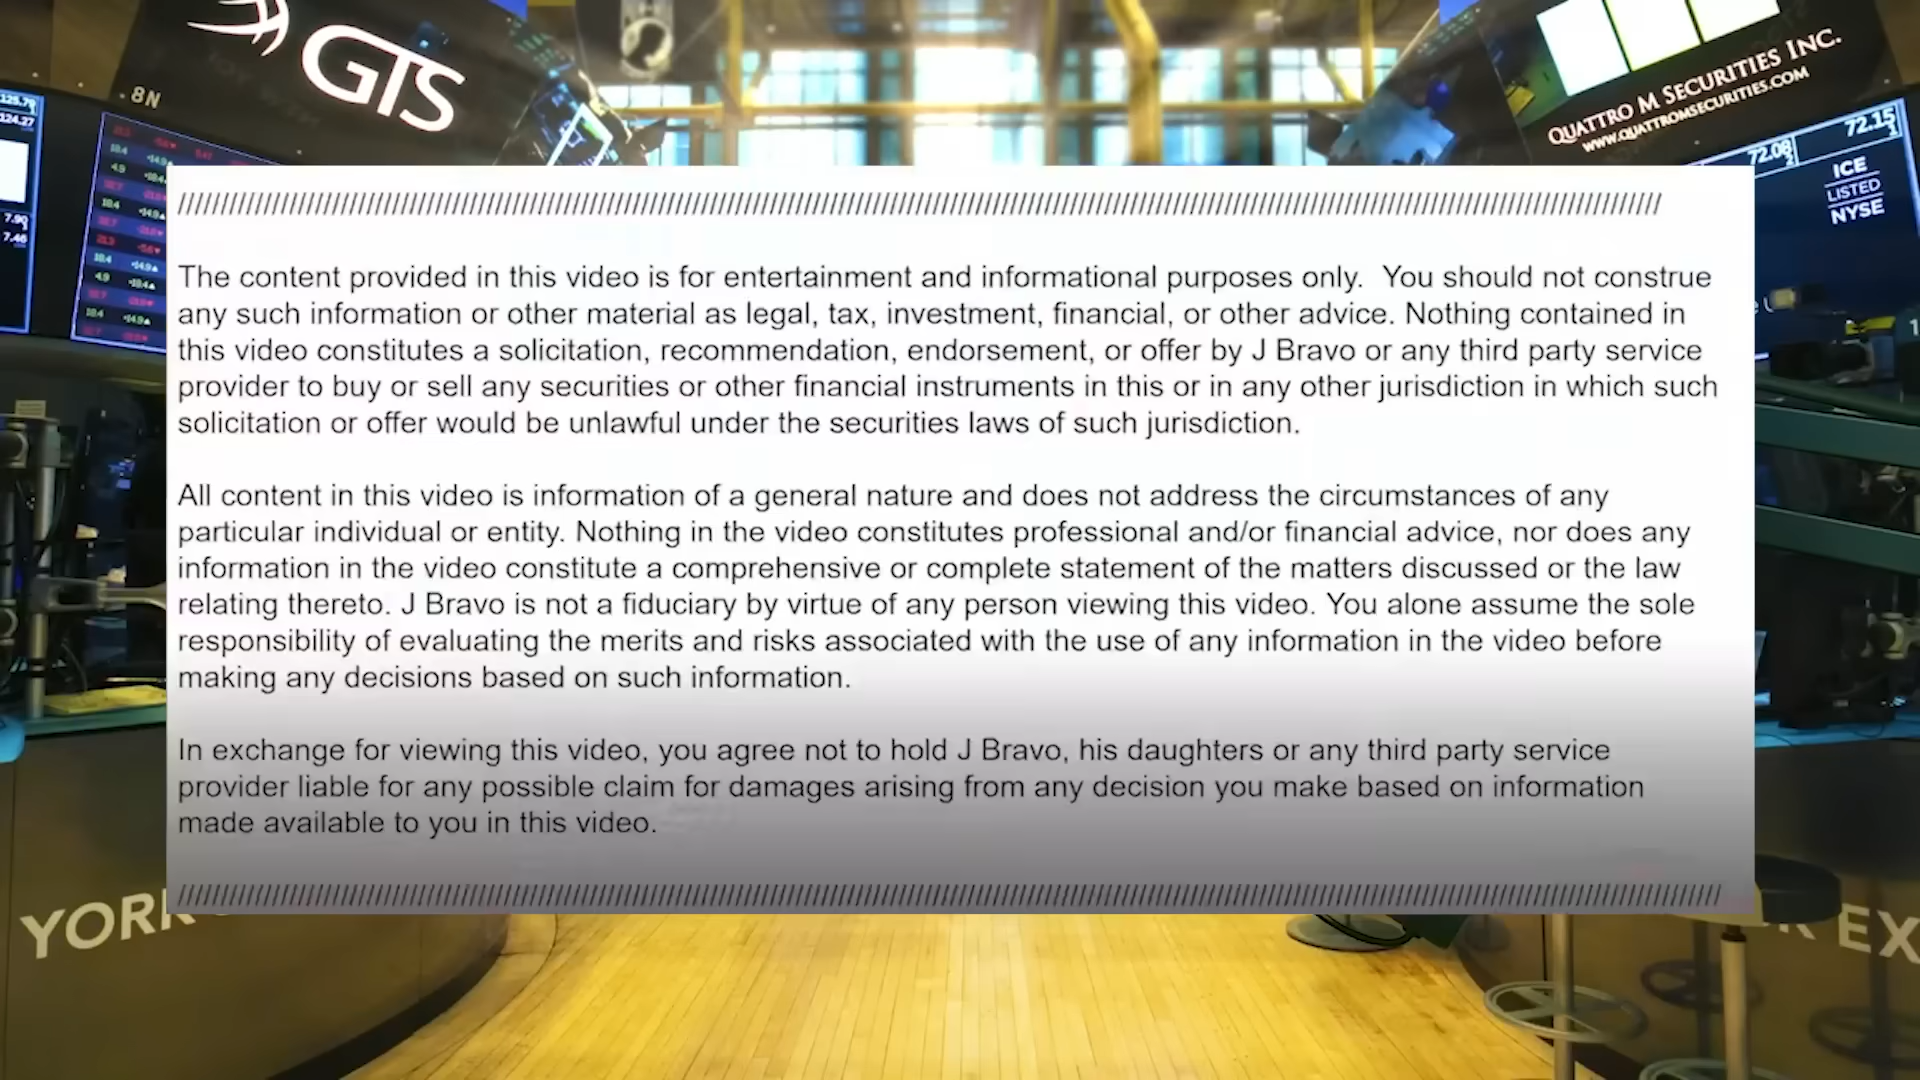 GTS
8N
125.79
124.27
7.90
7.46
QUATTRO M SECURITIES INC.
WWW.QUATTROMSECURITIES.COM
72.15
72.08
ICE
LISTED
NYSE
The content provided in this video is for entertainment and informational purposes only.  You should not construe
any such information or other material as legal, tax, investment, financial, or other advice. Nothing contained in
this video constitutes a solicitation, recommendation, endorsement, or offer by J Bravo or any third party service
provider to buy or sell any securities or other financial instruments in this or in any other jurisdiction in which such
solicitation or offer would be unlawful under the securities laws of such jurisdiction.
All content in this video is information of a general nature and does not address the circumstances of any
particular individual or entity. Nothing in the video constitutes professional and/or financial advice, nor does any
information in the video constitute a comprehensive or complete statement of the matters discussed or the law
relating thereto. J Bravo is not a fiduciary by virtue of any person viewing this video. You alone assume the sole
responsibility of evaluating the merits and risks associated with the use of any information in the video before
making any decisions based on such information.
In exchange for viewing this video, you agree not to hold J Bravo, his daughters or any third party service
provider liable for any possible claim for damages arising from any decision you make based on information
made available to you in this video.
YORK
EX